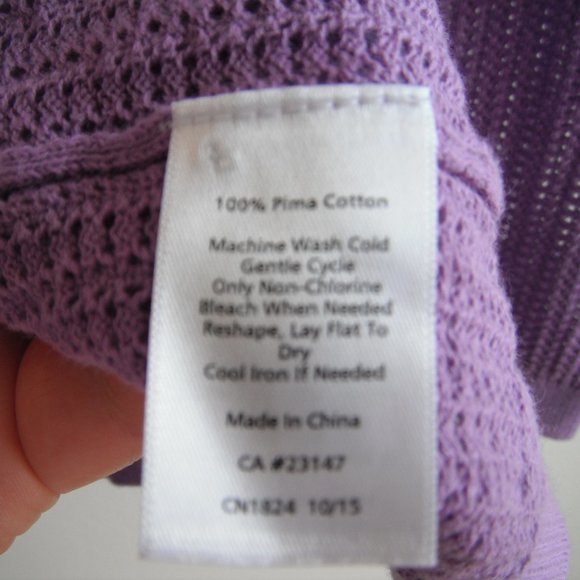 100% Pima Cotton
Machine Wash Cold
Gentle Cycle
Only Non-Chlorine
Bleach When Needed
Reshape, Lay Flat To
Dry
Cool Iron If Needed
Made In China
CA #23147
CN1824 10/15